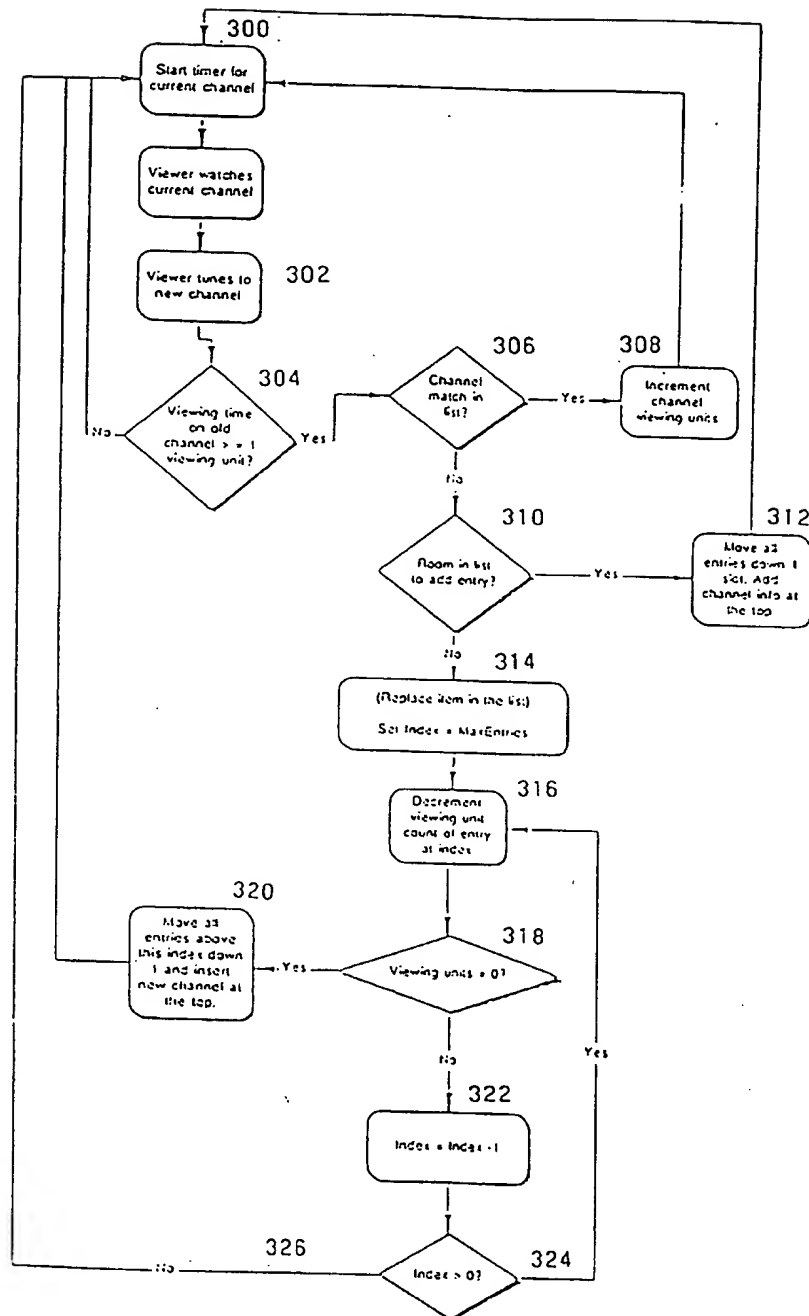 300
Start timer for
current channel
Viewer watches
current channel
Viewer tunes to
new channel
302
304
Viewing time
on old
channel > = 1
viewing unit?
No
Yes
306
Channel
match in
list?
Yes
308
Increment
channel
viewing
units
No
310
Room in list
to add entry?
Yes
312
Move all
entries down 1
slot. Add
channel info at
the top
No
314
(Replace item in the list)
Set Index = MaxEntries
316
Decrement
viewing unit
count of entry
at index
320
Move all
entries above
this index down
1 and insert
new channel at
the top.
Yes
318
Viewing units = 0?
No
Yes
322
Index = Index -1
326
No
Index > 0?
324